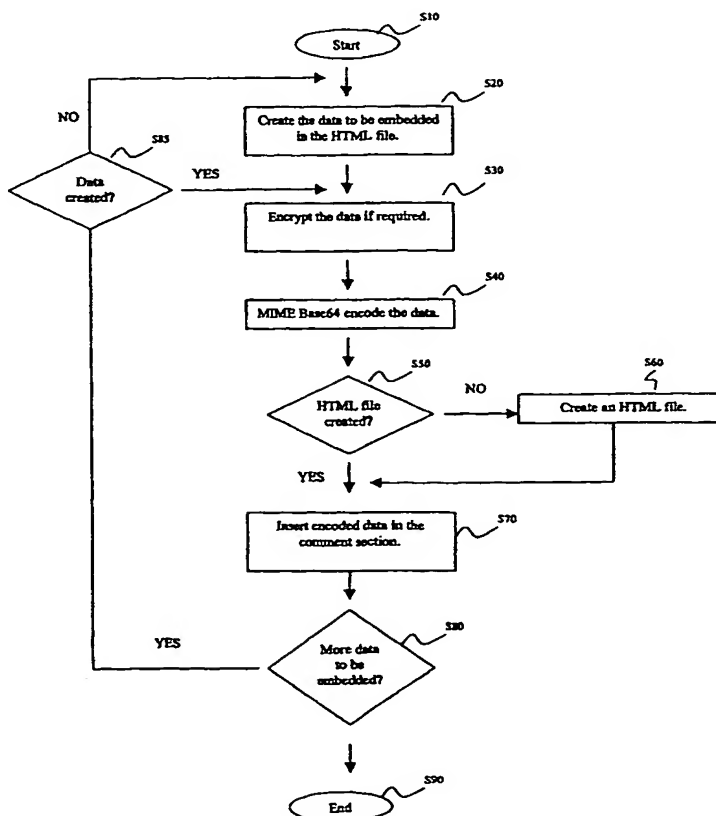 S10
Start
S20
NO
Create the data to be embedded
in the HTML file.
S85
Data
created?
YES
S30
Encrypt the data if required.
S40
MIME Base64 encode the data.
S50
HTML file
created?
NO
S60
Create an HTML file.
YES
S70
Insert encoded data in the
comment section.
S80
YES
More data
to be
embedded?
S90
End